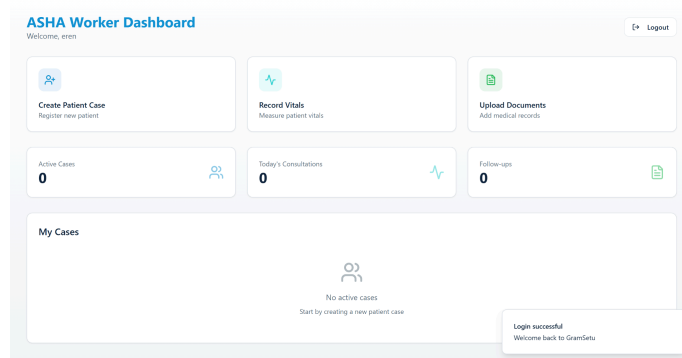 ASHA Worker Dashboard
Welcome, eren
Logout
Create Patient Case
Register new patient
Record Vitals
Measure patient vitals
Upload Documents
Add medical records
Active Cases
0
Today's Consultations
0
Follow-ups
0
My Cases
No active cases
Start by creating a new patient case
Login successful
Welcome back to GramSetu